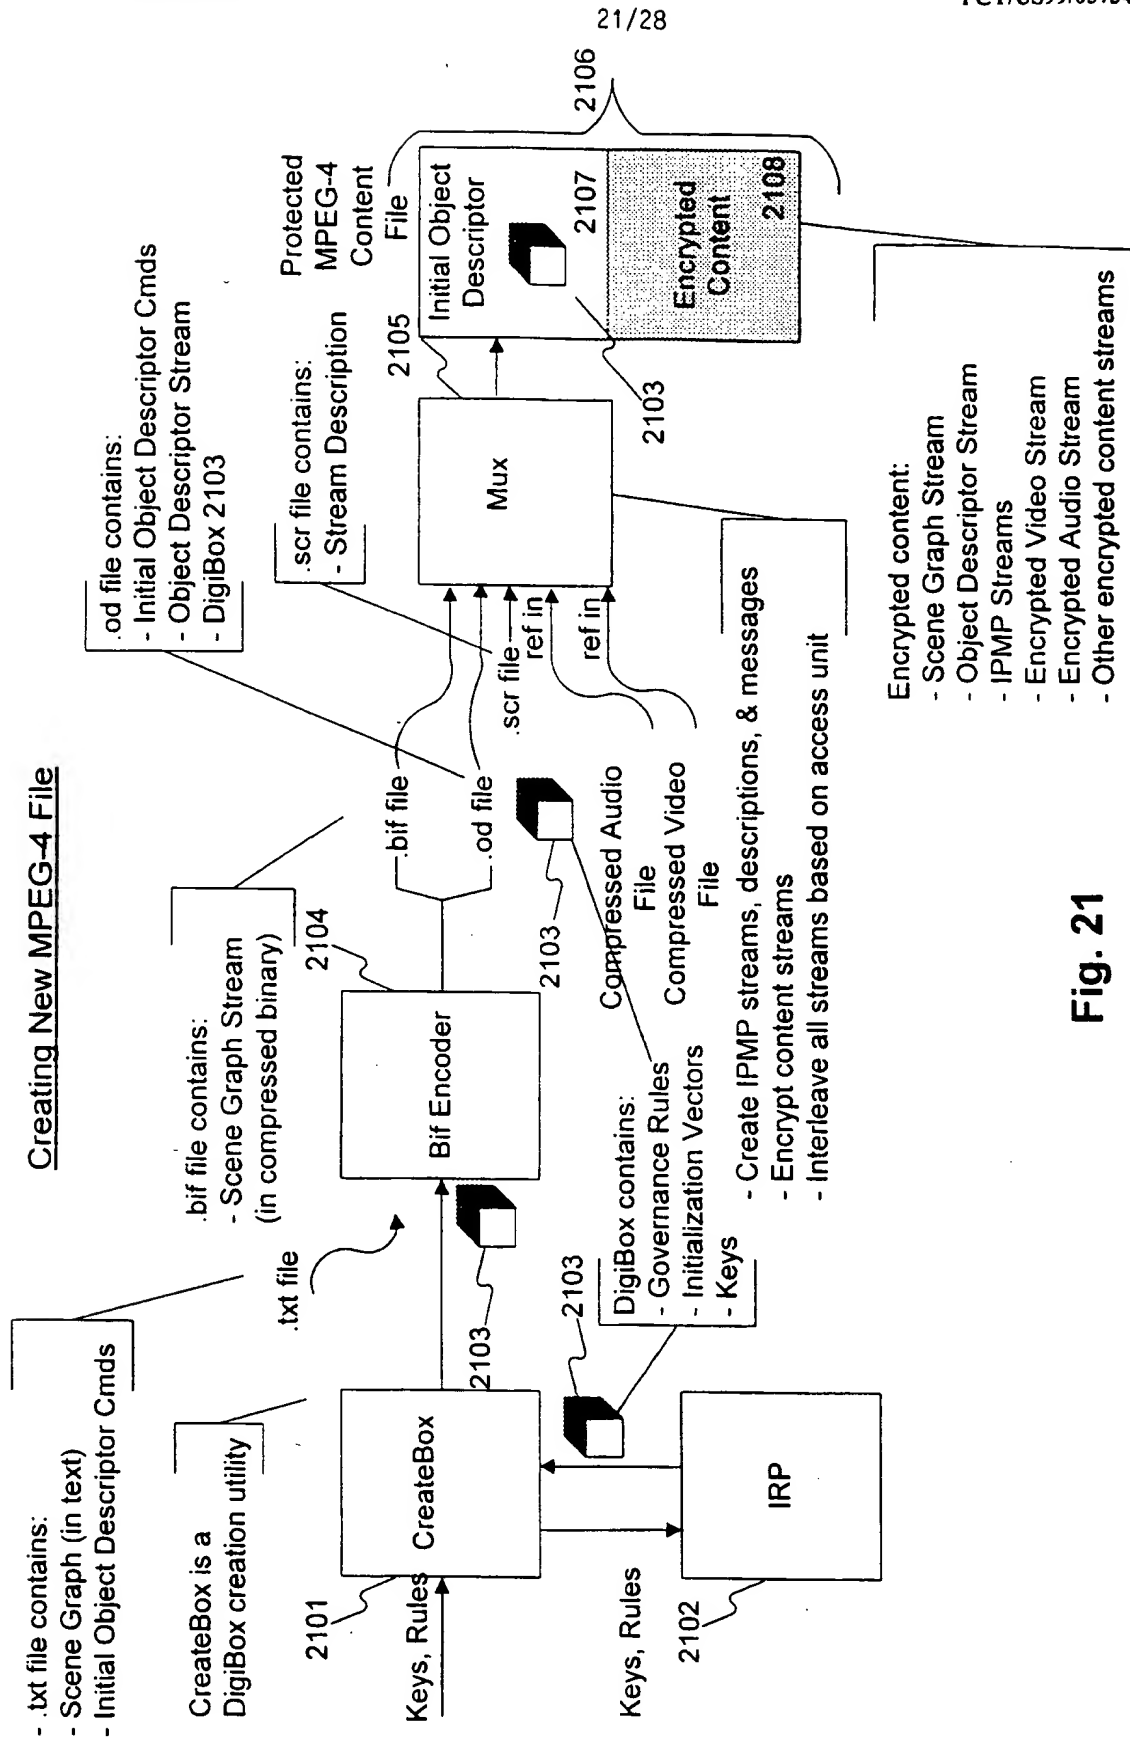 21/28
Creating New MPEG-4 File
- .txt file contains:
- Scene Graph (in text)
- Initial Object Descriptor Cmds
CreateBox is a
DigiBox creation utility
2101
Keys, Rules
CreateBox
Keys, Rules
2102
IRP
2103
.txt file
2103
DigiBox contains:
- Governance Rules
- Initialization Vectors
- Keys
.bif file contains:
- Scene Graph Stream
(in compressed binary)
2104
Bif Encoder
.bif file
.od file
2103
Compressed Audio
File
Compressed Video
File
.od file contains:
- Initial Object Descriptor Cmds
- Object Descriptor Stream
- DigiBox 2103
.scr file contains:
- Stream Description
.scr file
ref in
ref in
Mux
2105
- Create IPMP streams, descriptions, & messages
- Encrypt content streams
- Interleave all streams based on access unit
Protected
MPEG-4
Content
File
2106
Initial Object
Descriptor
2107
2103
Encrypted
Content
2108
Encrypted content:
- Scene Graph Stream
- Object Descriptor Stream
- IPMP Streams
- Encrypted Video Stream
- Encrypted Audio Stream
- Other encrypted content streams
Fig. 21